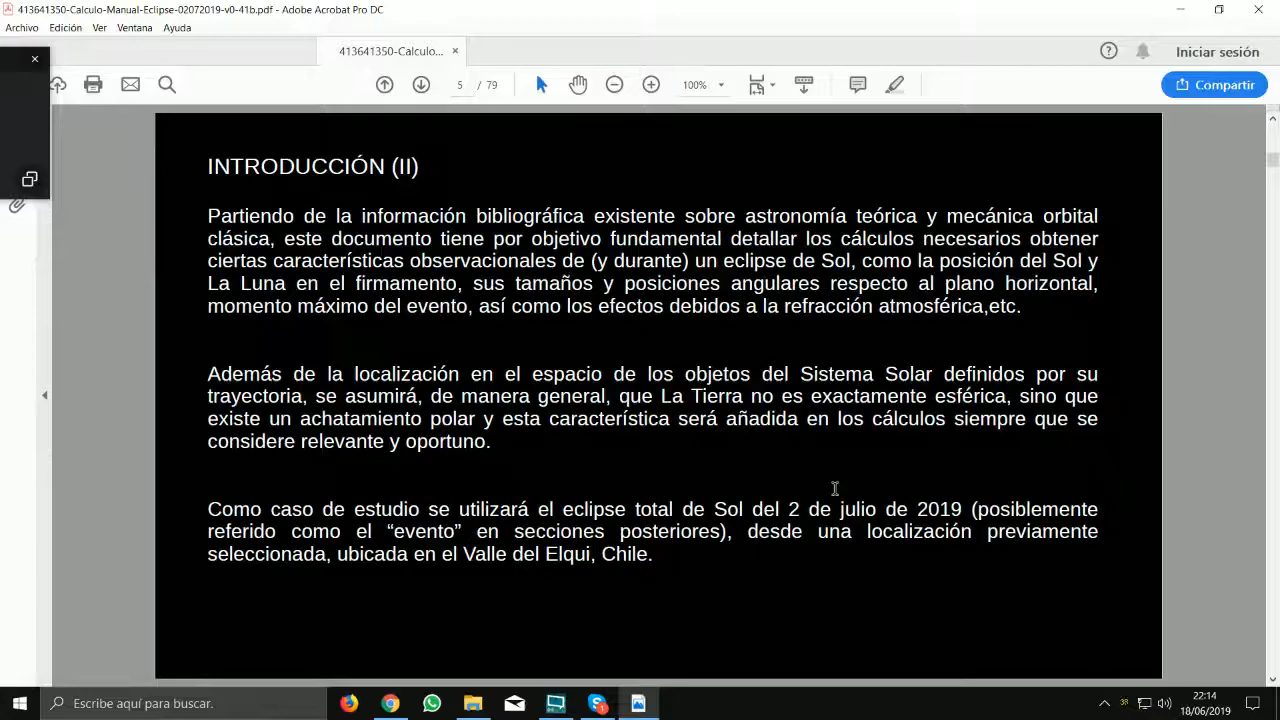 413641350-Calculo-Manual-Eclipse-02072019-v0-41b.pdf - Adobe Acrobat Pro DC
Archivo Edición Ver Ventana Ayuda
413641350-Calculo... ×
Iniciar sesión
5 / 79
100%
Compartir
INTRODUCCIÓN (II)
Partiendo de la información bibliográfica existente sobre astronomía teórica y mecánica orbital
clásica, este documento tiene por objetivo fundamental detallar los cálculos necesarios obtener
ciertas características observacionales de (y durante) un eclipse de Sol, como la posición del Sol y
La Luna en el firmamento, sus tamaños y posiciones angulares respecto al plano horizontal,
momento máximo del evento, así como los efectos debidos a la refracción atmosférica,etc.
Además de la localización en el espacio de los objetos del Sistema Solar definidos por su
trayectoria, se asumirá, de manera general, que La Tierra no es exactamente esférica, sino que
existe un achatamiento polar y esta característica será añadida en los cálculos siempre que se
considere relevante y oportuno.
Como caso de estudio se utilizará el eclipse total de Sol del 2 de julio de 2019 (posiblemente
referido como el “evento” en secciones posteriores), desde una localización previamente
seleccionada, ubicada en el Valle del Elqui, Chile.
Escribe aquí para buscar.
22:14
18/06/2019